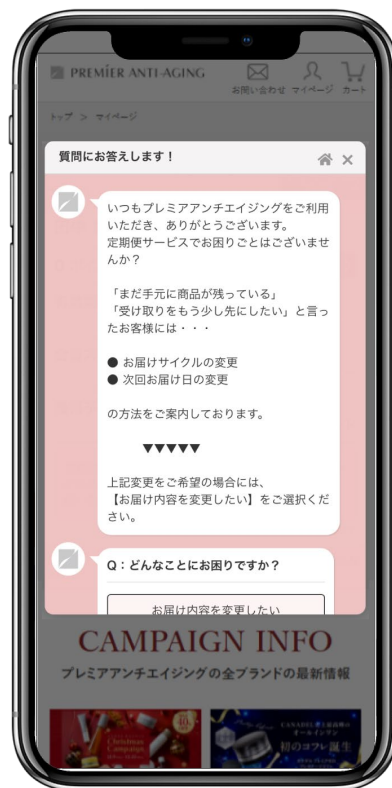 PREMIER ANTI-AGING
お問い合わせ マイページ カート
トップ > マイページ
質問にお答えします！
いつもプレミアアンチエイジングをご利用
いただき、ありがとうございます。
定期便サービスでお困りごとはございませ
んか？
「まだ手元に商品が残っている」
「受け取りをもう少し先にしたい」と言っ
たお客様には・・・
● お届けサイクルの変更
● 次回お届け日の変更
の方法をご案内しております。
▼▼▼▼▼
上記変更をご希望の場合には、
【お届け内容を変更したい】をご選択くだ
さい。
Q：どんなことにお困りですか？
お届け内容を変更したい
CAMPAIGN INFO
プレミアアンチエイジングの全ブランドの最新情報
Christmas
Campaign
初のコフレ誕生